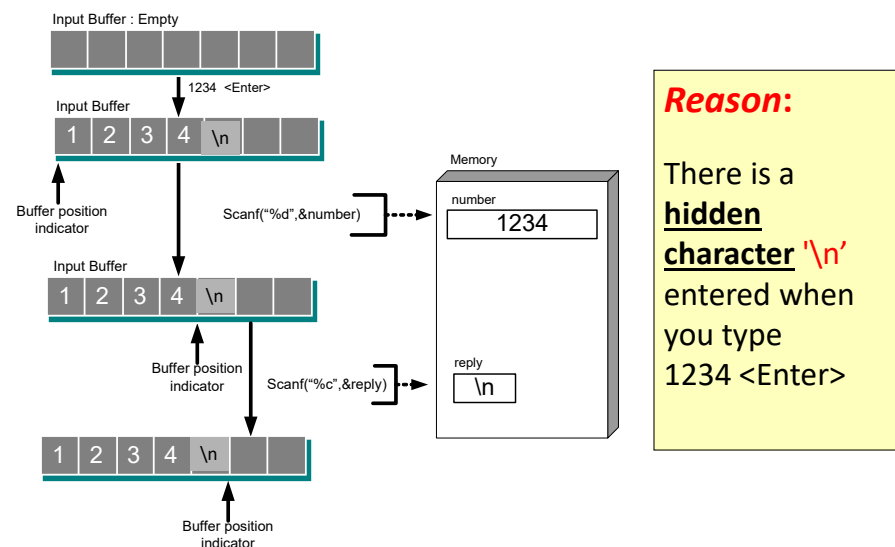 Input Buffer : Empty
1234 <Enter>
Input Buffer
1 2 3 4 \n
Buffer position
indicator
Scanf(“%d”,&number)
Memory
number
1234
Input Buffer
1 2 3 4 \n
Buffer position
indicator
Scanf(“%c”,&reply)
reply
\n
1 2 3 4 \n
Buffer position
indicator
Reason:
There is a
hidden
character '\n’
entered when
you type
1234 <Enter>